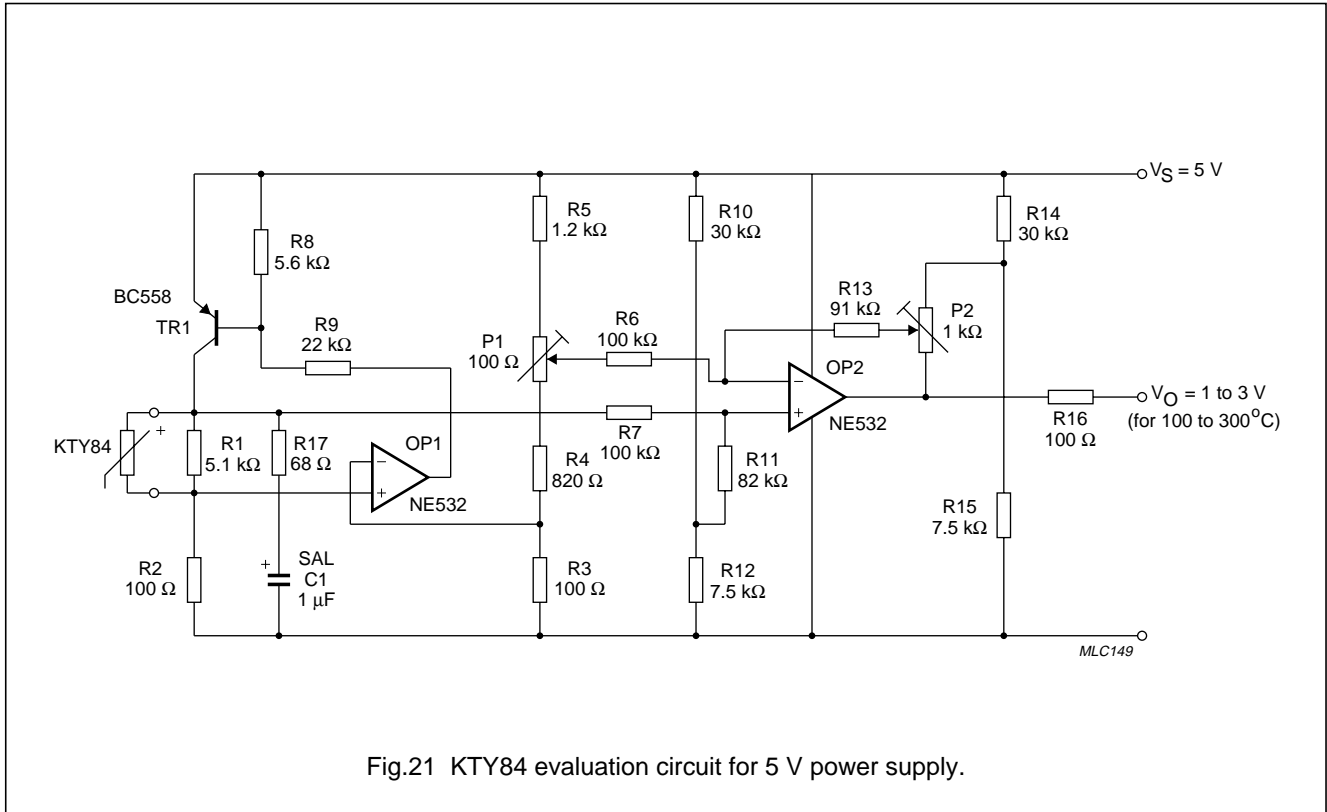 V_S = 5 V
R5
1.2 kΩ
R10
30 kΩ
R14
30 kΩ
R8
5.6 kΩ
BC558
TR1
R9
22 kΩ
P1
100 Ω
R6
100 kΩ
R13
91 kΩ
P2
1 kΩ
OP2
−
+
NE532
V_O = 1 to 3 V
(for 100 to 300°C)
R16
100 Ω
KTY84
+
R1
5.1 kΩ
R17
68 Ω
OP1
−
+
NE532
R7
100 kΩ
R4
820 Ω
R11
82 kΩ
R15
7.5 kΩ
R2
100 Ω
+
SAL
C1
1 μF
R3
100 Ω
R12
7.5 kΩ
MLC149
Fig.21 KTY84 evaluation circuit for 5 V power supply.